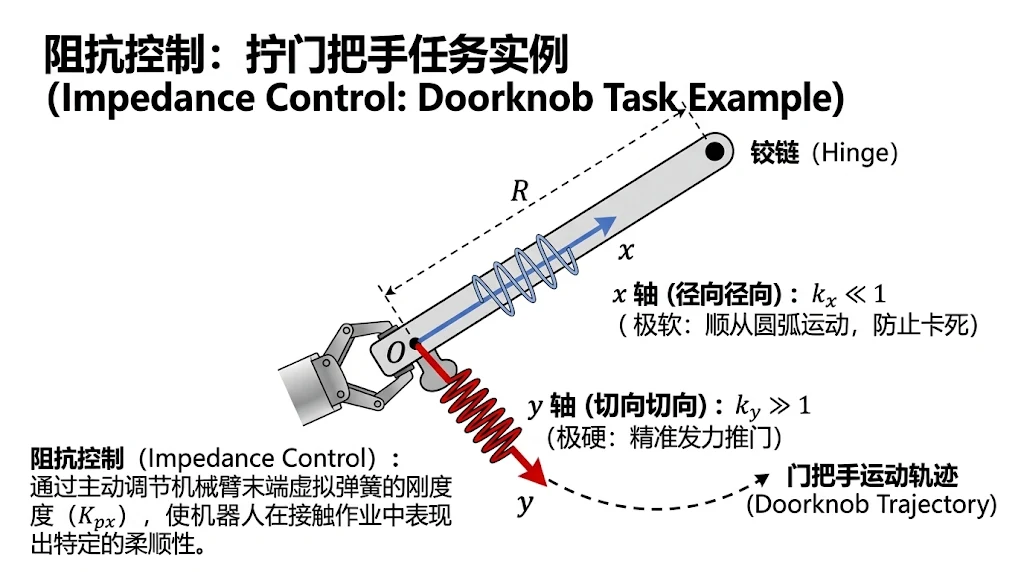 阻抗控制：拧门把手任务实例
(Impedance Control: Doorknob Task Example)
铰链（Hinge）
R
x
x 轴 (径向径向)：k_x ≪ 1
（极软：顺从圆弧运动，防止卡死）
O
y 轴 (切向切向)：k_y ≫ 1
（极硬：精准发力推门）
y
门把手运动轨迹
(Doorknob Trajectory)
阻抗控制（Impedance Control）：
通过主动调节机械臂末端虚拟弹簧的刚度
度（K_{px}），使机器人在接触作业中表现
出特定的柔顺性。